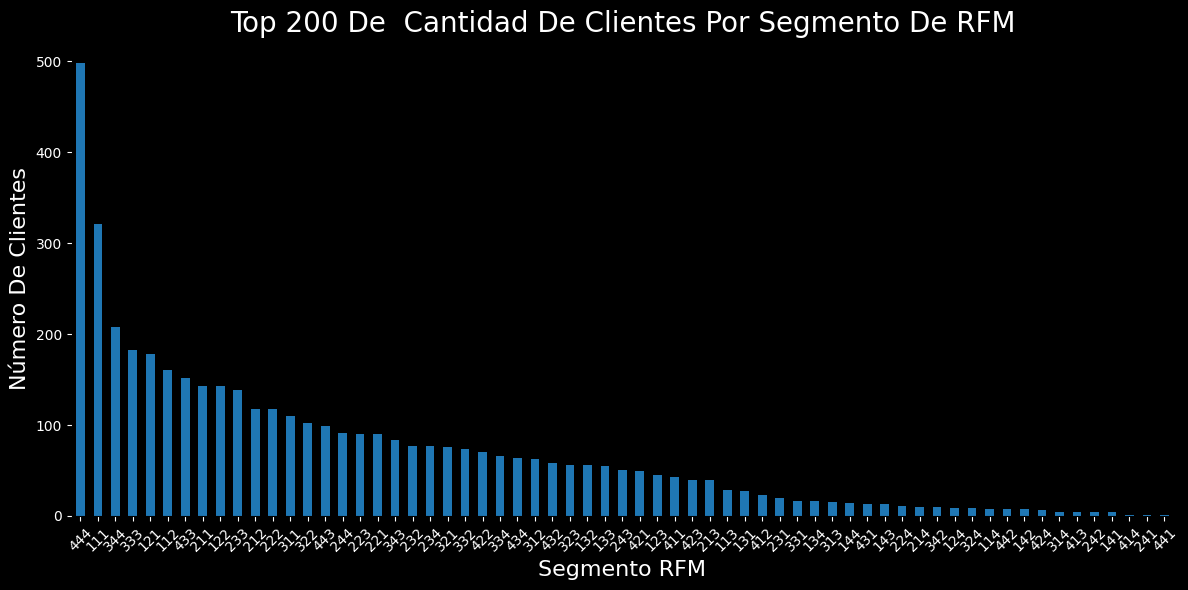 Top 200 De  Cantidad De Clientes Por Segmento De RFM
Número De Clientes
500
400
300
200
100
0
444 111 344 333 121 112 433 211 122 233 212 222 311 322 443 244 223 221 343 232 234 321 332 422 334 434 312 432 323 132 133 243 421 123 411 423 213 113 131 412 231 331 134 313 144 431 143 224 214 342 124 324 114 442 142 424 314 413 242 141 414 241 441
Segmento RFM